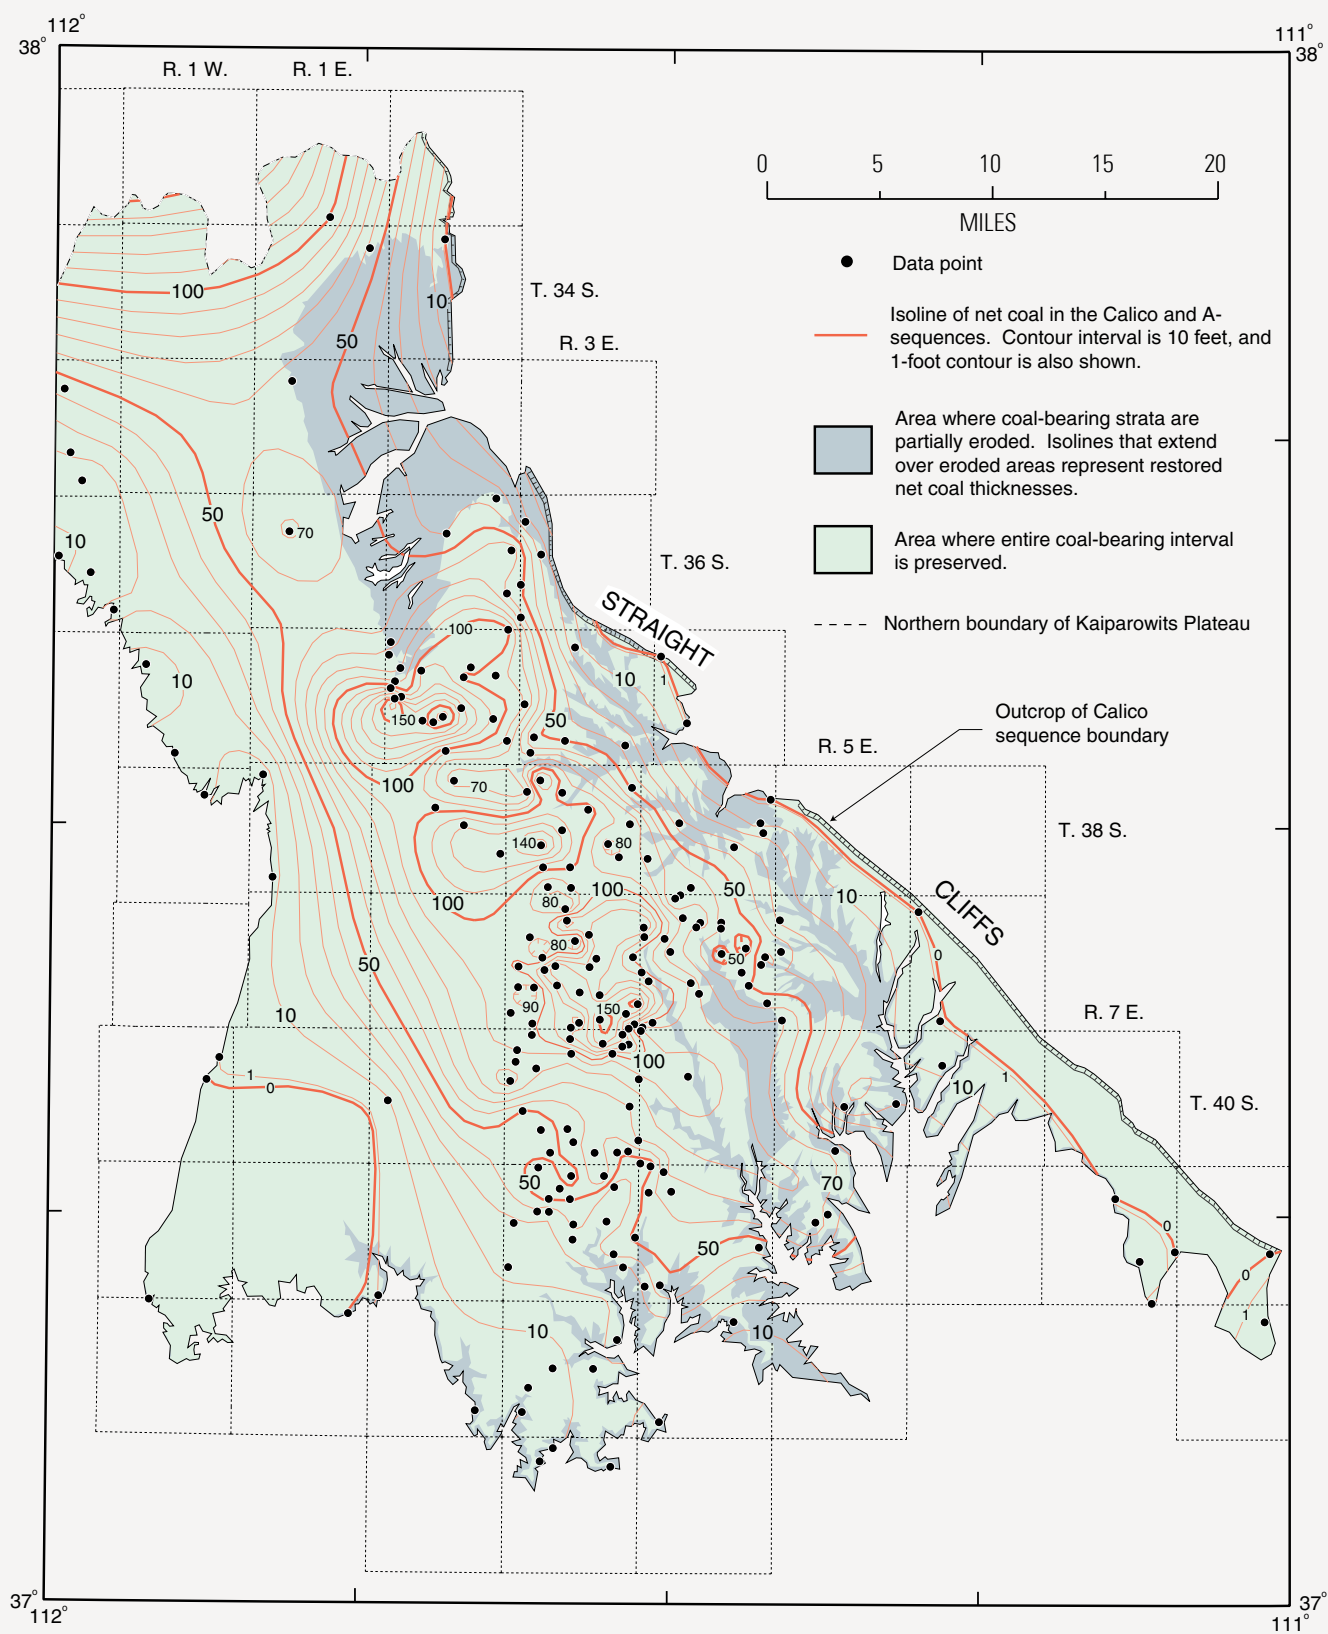 112°
111°
38°
38°
R. 1 W.
R. 1 E.
0
5
10
15
20
MILES
Data point
T. 34 S.
100
10
Isoline of net coal in the Calico and A-
sequences. Contour interval is 10 feet, and
1-foot contour is also shown.
50
R. 3 E.
Area where coal-bearing strata are
partially eroded. Isolines that extend
over eroded areas represent restored
net coal thicknesses.
50
70
10
Area where entire coal-bearing interval
is preserved.
T. 36 S.
STRAIGHT
Northern boundary of Kaiparowits Plateau
100
10
10
1
150
50
Outcrop of Calico
sequence boundary
R. 5 E.
100
70
T. 38 S.
140
80
100
50
10
100
80
CLIFFS
80
50
0
50
90
150
10
R. 7 E.
100
1
0
1
10
T. 40 S.
50
70
0
50
0
10
10
1
37°
112°
37°
111°